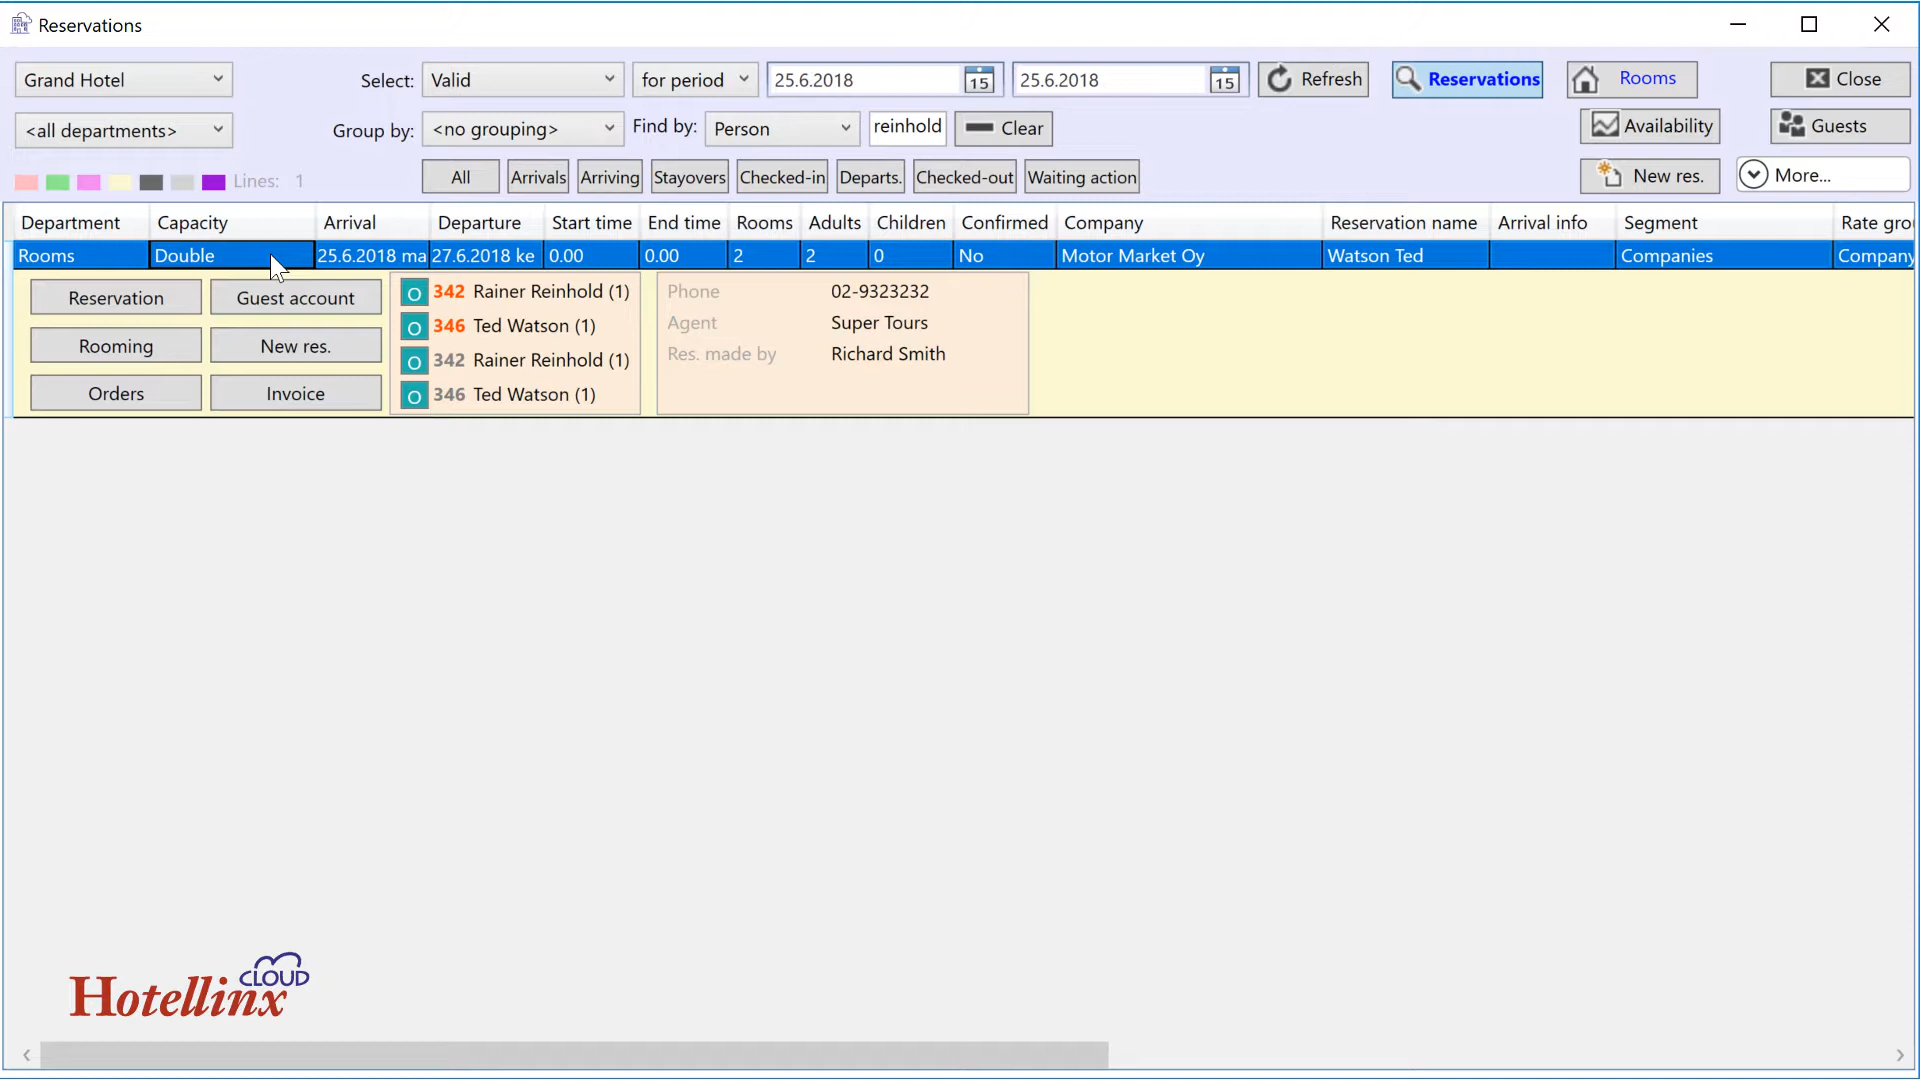 Reservations
Grand Hotel Select: Valid for period 25.6.2018 15 25.6.2018 15 Refresh Reservations Rooms Close
<all departments> Group by: <no grouping> Find by: Person reinhold Clear Availability Guests
Lines: 1 All Arrivals Arriving Stayovers Checked-in Departs. Checked-out Waiting action New res. More...
Department Capacity Arrival Departure Start time End time Rooms Adults Children Confirmed Company Reservation name Arrival info Segment Rate gro
Rooms Double 25.6.2018 ma 27.6.2018 ke 0.00 0.00 2 2 0 No Motor Market Oy Watson Ted Companies Company
Reservation Guest account
Rooming New res.
Orders Invoice
O 342 Rainer Reinhold (1)
O 346 Ted Watson (1)
O 342 Rainer Reinhold (1)
O 346 Ted Watson (1)
Phone 02-9323232
Agent Super Tours
Res. made by Richard Smith
Hotellinx CLOUD